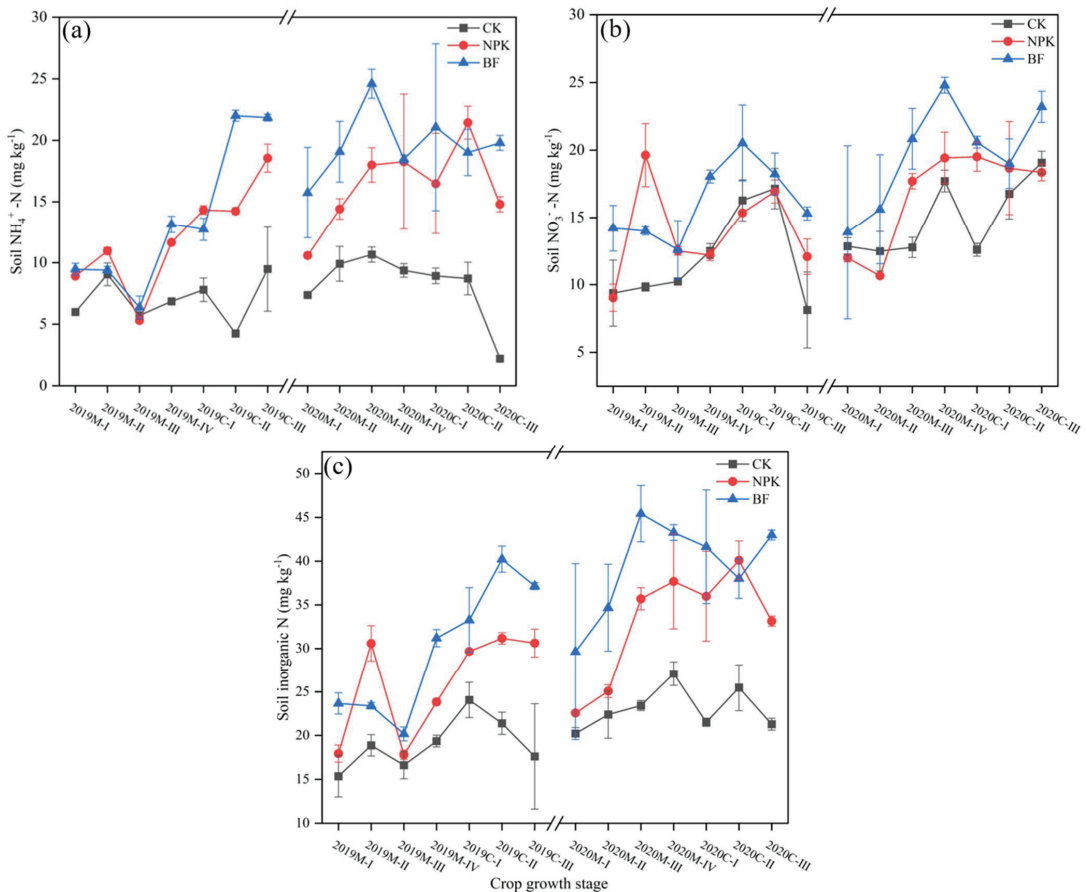 (a)
CK
NPK
BF
Soil NH4+ -N (mg kg-1)
30
25
20
15
10
5
0
2019M-I
2019M-II
2019M-III
2019M-IV
2019C-I
2019C-II
2019C-III
2020M-I
2020M-II
2020M-III
2020M-IV
2020C-I
2020C-II
2020C-III
(b)
CK
NPK
BF
Soil NO3- -N (mg kg-1)
30
25
20
15
10
5
2019M-I
2019M-II
2019M-III
2019M-IV
2019C-I
2019C-II
2019C-III
2020M-I
2020M-II
2020M-III
2020M-IV
2020C-I
2020C-II
2020C-III
(c)
CK
NPK
BF
Soil inorganic N (mg kg-1)
50
45
40
35
30
25
20
15
10
2019M-I
2019M-II
2019M-III
2019M-IV
2019C-I
2019C-II
2019C-III
2020M-I
2020M-II
2020M-III
2020M-IV
2020C-I
2020C-II
2020C-III
Crop growth stage